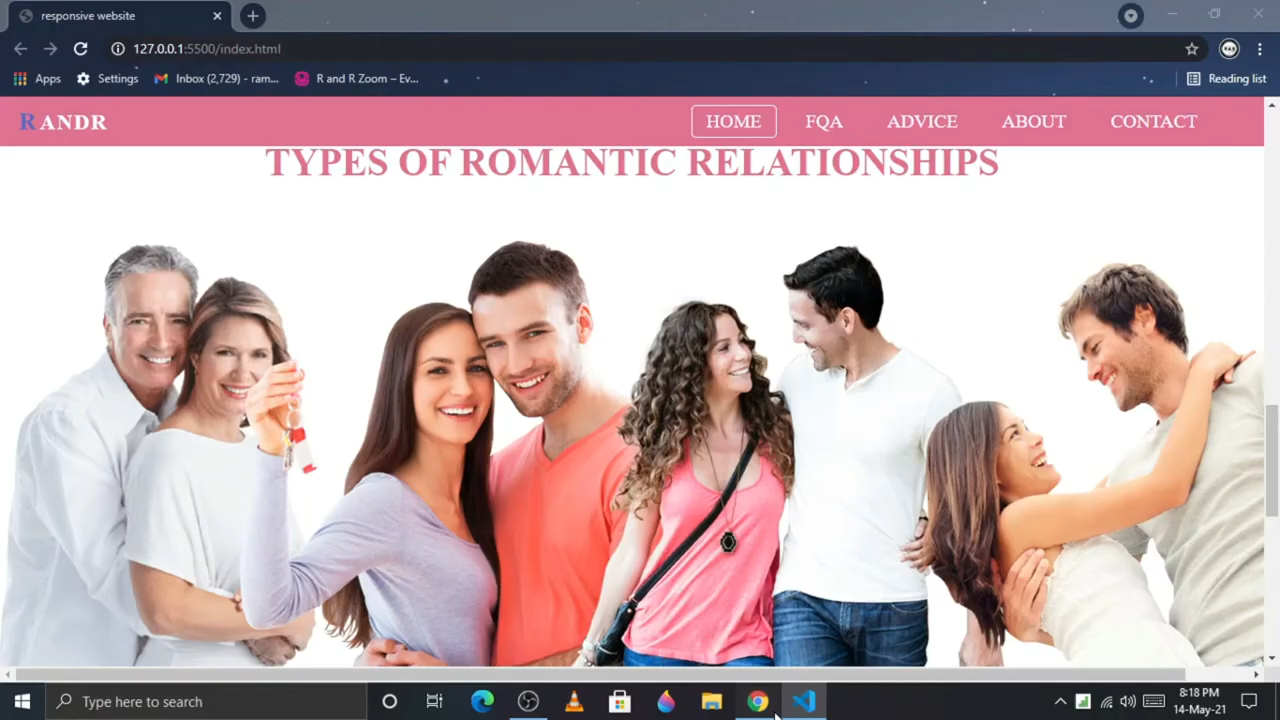 responsive website
127.0.0.1:5500/index.html
Apps
Settings
Inbox (2,729) - ram...
R and R Zoom – Ev...
Reading list
R ANDR
HOME
FQA
ADVICE
ABOUT
CONTACT
TYPES OF ROMANTIC RELATIONSHIPS
Type here to search
8:18 PM
14-May-21